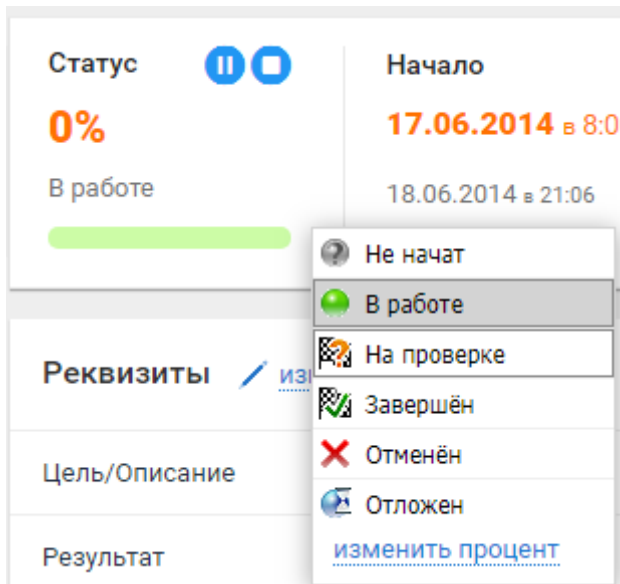 Статус
Начало
0%
17.06.2014 в 8:0
В работе
18.06.2014 в 21:06
Не начат
В работе
На проверке
Реквизиты
Завершён
Отменён
Цель/Описание
Отложен
изменить процент
Результат